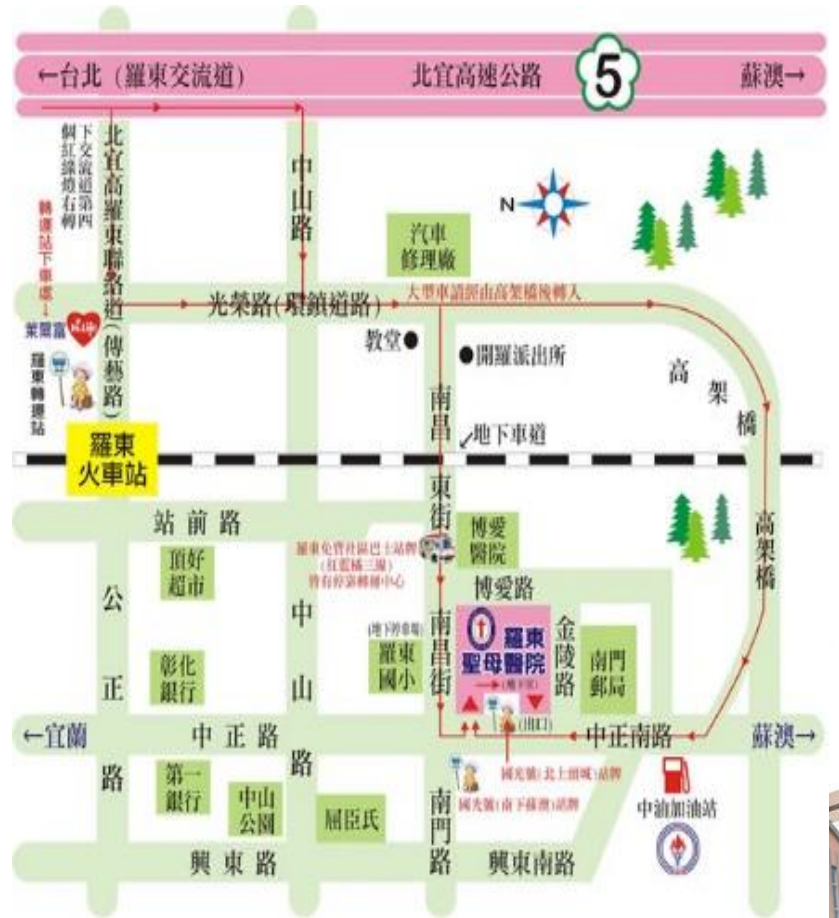 ←台北 (羅東交流道)
北宜高速公路
5
蘇澳→
下交流道第四
個紅綠燈右轉
北宜高羅東聯絡道(傳藝路)
轉運站下車處↓
萊爾富
羅東轉運站
中山路
N
汽車
修理廠
光榮路(環鎮道路)
大型車請經由高架橋後轉入
教堂
開羅派出所
高架橋
南昌
↙地下車道
羅東
火車站
東街
站前路
羅東免費社區巴士站牌
(紅藍橘三線)
博愛
醫院
高架橋
頂好
超市
博愛路
公正路
中山路
(地下停車場)
羅東
國小
南昌街
羅東
聖母醫院
金陵路
南門
郵局
彰化
銀行
(出口)
←宜蘭
中正路
中正南路
蘇澳→
國光號(北上頭城)站牌
國光號(南下蘇澳)站牌
第一
銀行
中山
公園
屈臣氏
南門路
中油加油站
興東路
興東南路